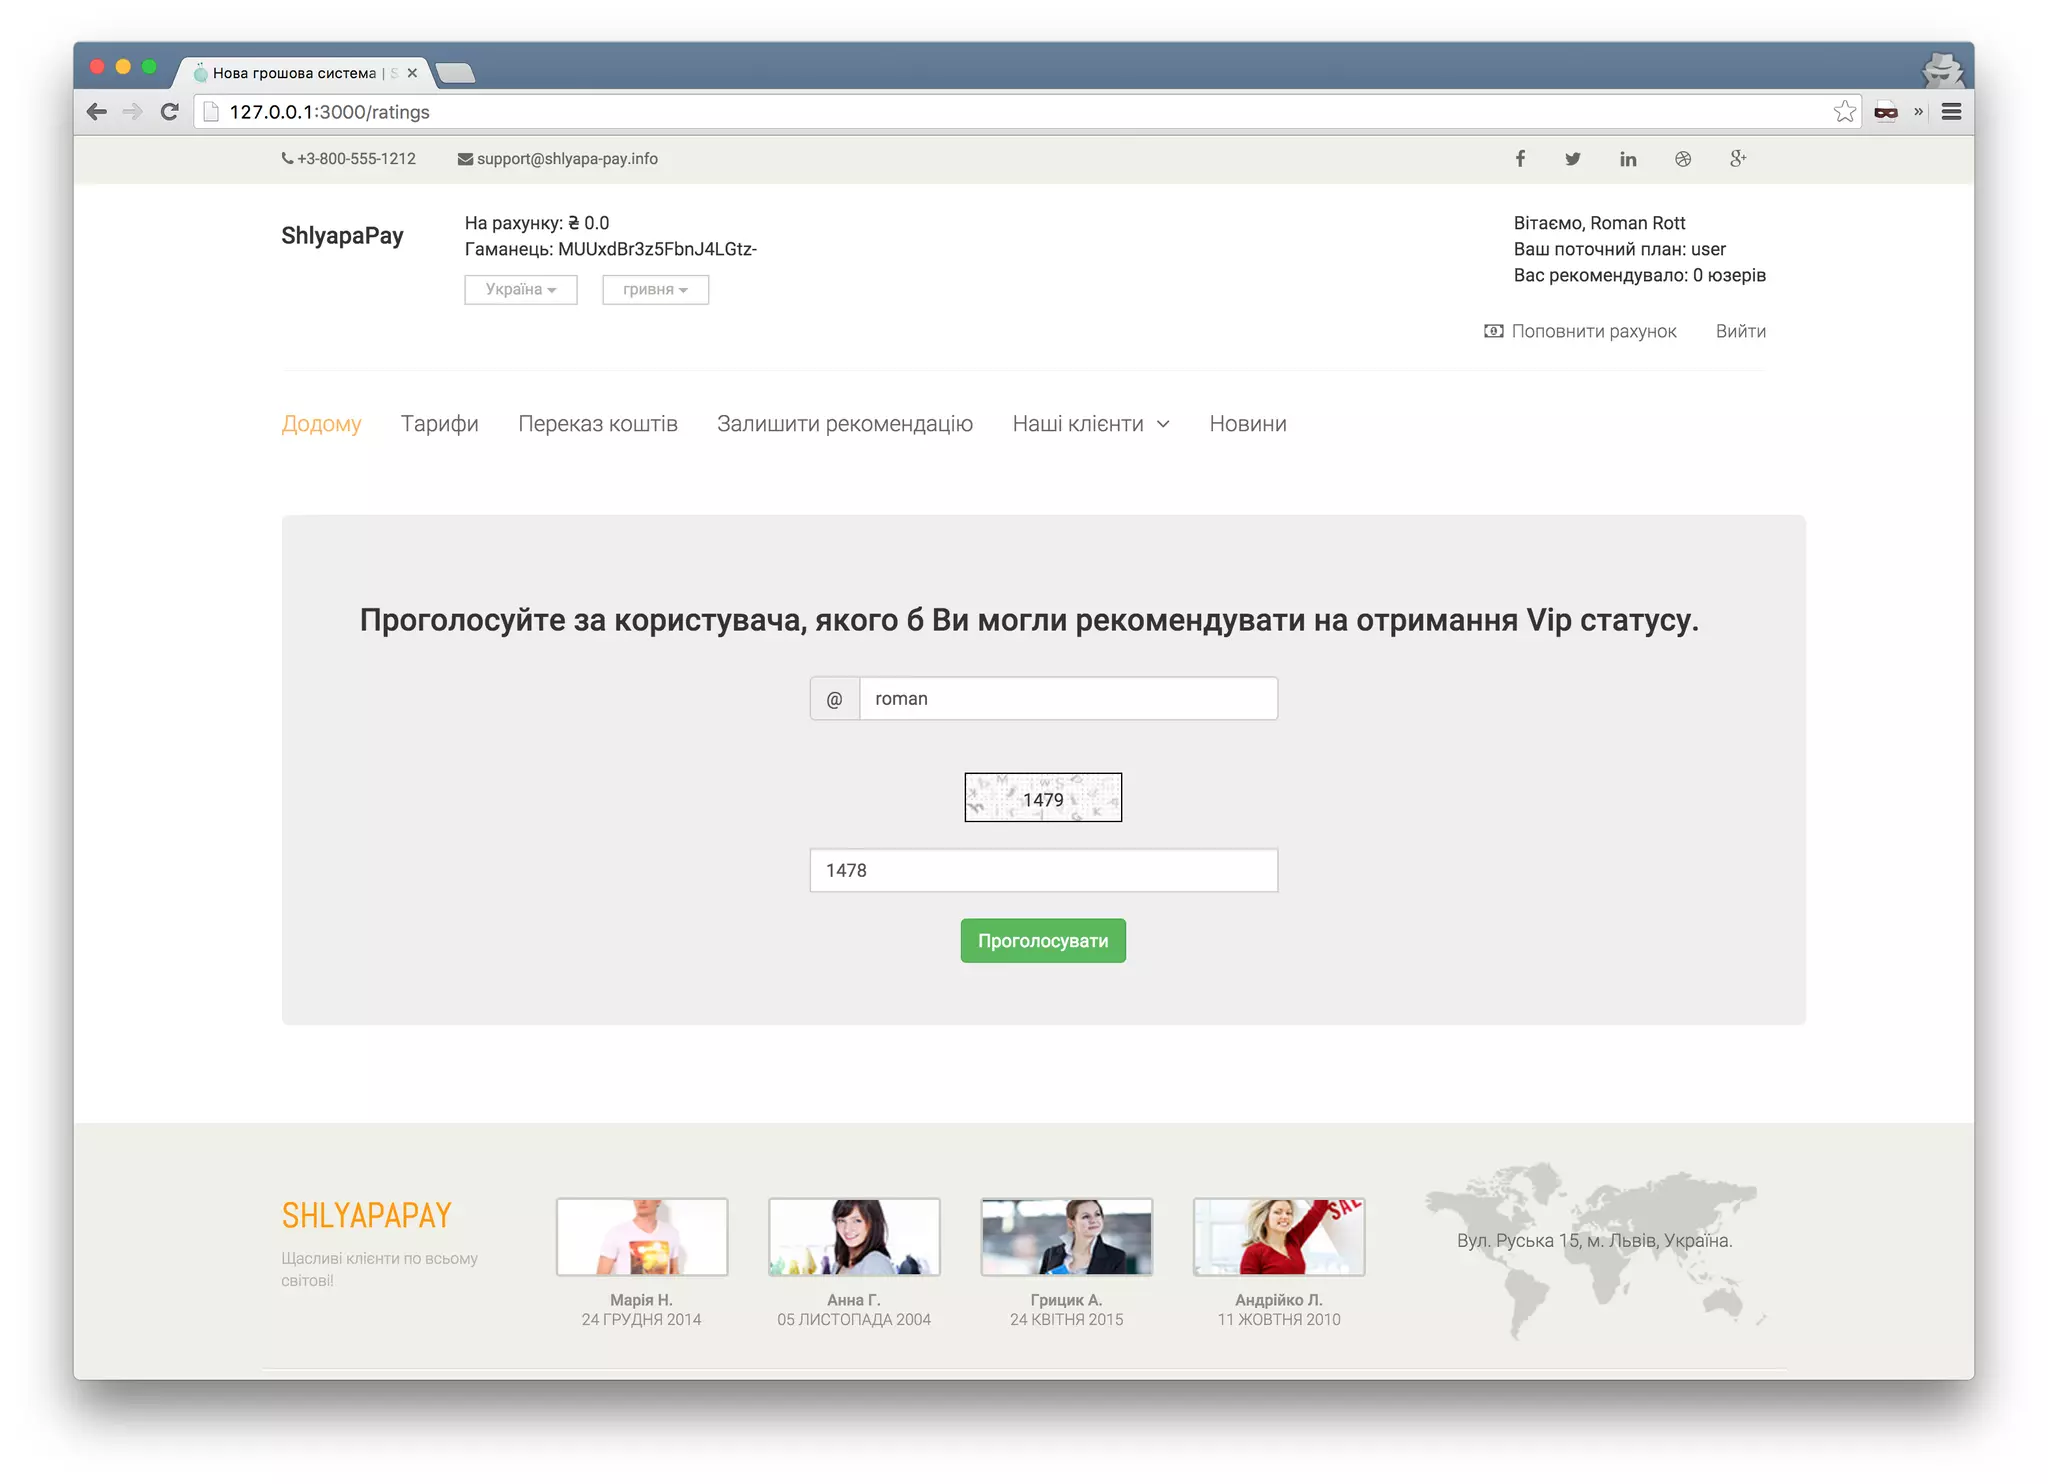 Нова грошова система | S
127.0.0.1:3000/ratings
+3-800-555-1212
support@shlyapa-pay.info
ShlyapaPay
На рахунку: ₴ 0.0
Гаманець: MUUxdBr3z5FbnJ4LGtz-
Україна
гривня
Вітаємо, Roman Rott
Ваш поточний план: user
Вас рекомендувало: 0 юзерів
Поповнити рахунок
Вийти
Додому
Тарифи
Переказ коштів
Залишити рекомендацію
Наші клієнти
Новини
Проголосуйте за користувача, якого б Ви могли рекомендувати на отримання Vip статусу.
@ roman
1479
1478
Проголосувати
SHLYAPAPAY
Щасливі клієнти по всьому
світові!
Марія Н.
24 ГРУДНЯ 2014
Анна Г.
05 ЛИСТОПАДА 2004
Грицик А.
24 КВІТНЯ 2015
SALE
Андрійко Л.
11 ЖОВТНЯ 2010
Вул. Руська 15, м. Львів, Україна.